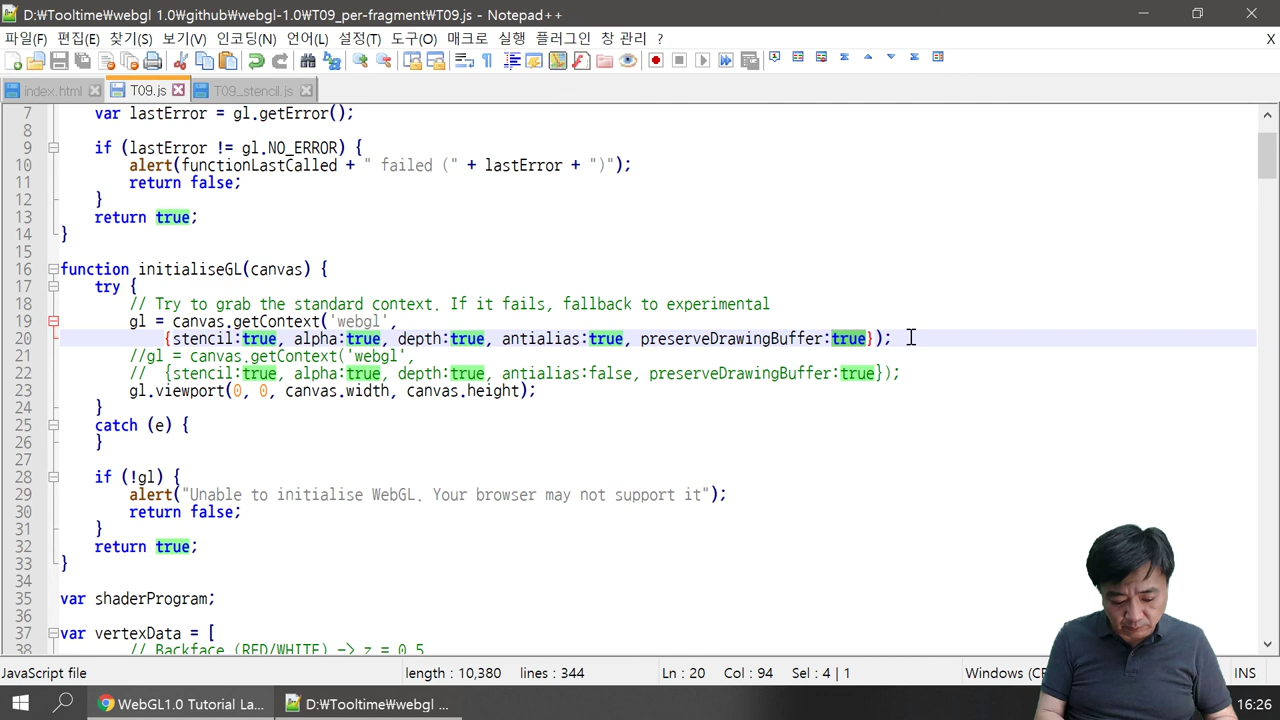 D:\Tooltime\webgl 1.0\github\webgl-1.0\T09_per-fragment\T09.js - Notepad++
파일(F) 편집(E) 찾기(S) 보기(V) 인코딩(N) 언어(L) 설정(T) 도구(O) 매크로 실행 플러그인 창 관리 ? X
index.html T09.js T09_stencil.js
7 var lastError = gl.getError();
8
9 if (lastError != gl.NO_ERROR) {
10 alert(functionLastCalled + " failed (" + lastError + ")");
11 return false;
12 }
13 return true;
14 }
15
16 function initialiseGL(canvas) {
17 try {
18 // Try to grab the standard context. If it fails, fallback to experimental
19 gl = canvas.getContext('webgl',
20 {stencil:true, alpha:true, depth:true, antialias:true, preserveDrawingBuffer:true});
21 //gl = canvas.getContext('webgl',
22 // {stencil:true, alpha:true, depth:true, antialias:false, preserveDrawingBuffer:true});
23 gl.viewport(0, 0, canvas.width, canvas.height);
24 }
25 catch (e) {
26 }
27
28 if (!gl) {
29 alert("Unable to initialise WebGL. Your browser may not support it");
30 return false;
31 }
32 return true;
33 }
34
35 var shaderProgram;
36
37 var vertexData = [
38 // Backface (RED/WHITE) -> z = 0.5
JavaScript file length : 10,380 lines : 344 Ln : 20 Col : 94 Sel : 4 | 1 Windows (CR INS
WebGL1.0 Tutorial La... D:\Tooltime\webgl ... 16:26